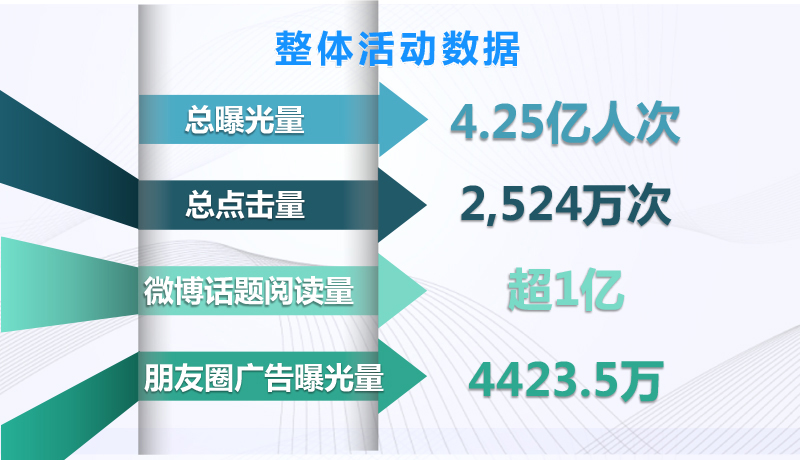 整体活动数据
总曝光量 4.25亿人次
总点击量 2,524万次
微博话题阅读量 超1亿
朋友圈广告曝光量 4423.5万